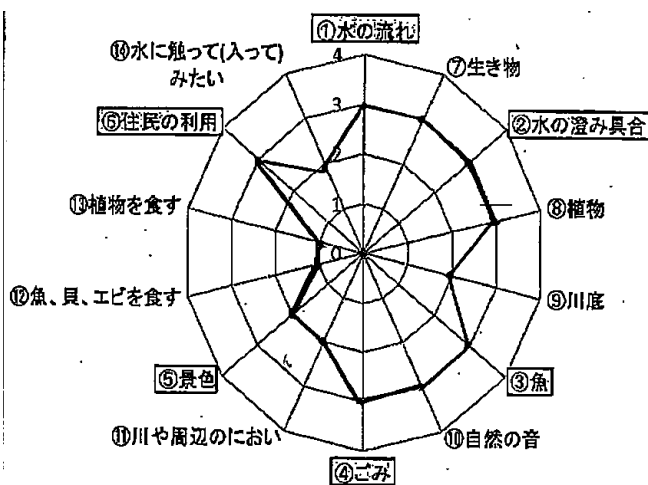 ①水の流れ
⑭水に触って(入って)
みたい
⑦生き物
⑥住民の利用
②水の澄み具合
⑬植物を食す
⑧植物
⑫魚、貝、エビを食す
⑨川底
⑤景色
③魚
⑪川や周辺のにおい
⑩自然の音
④ごみ
4
3
2
1
0